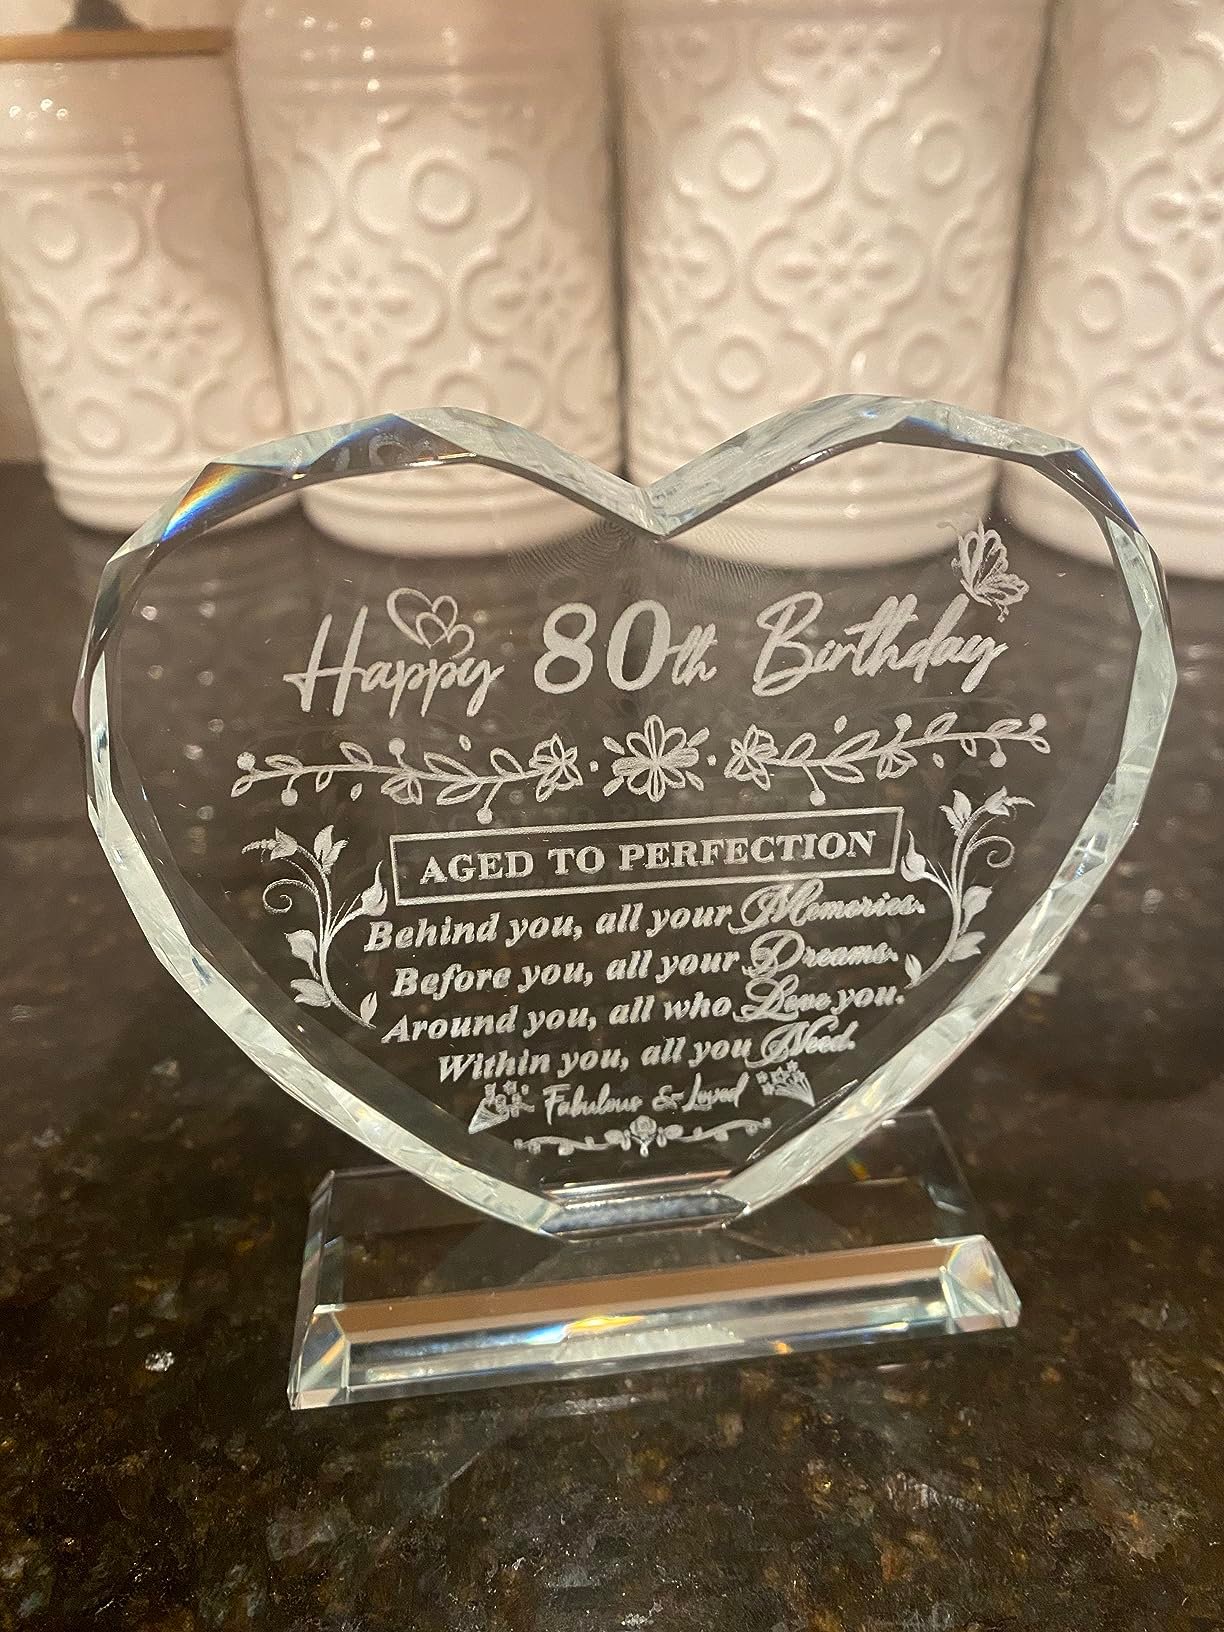 Happy 80th Birthday
AGED TO PERFECTION
Behind you, all your Memories.
Before you, all your Dreams.
Around you, all who Love you.
Within you, all you Need.
Fabulous & Loved